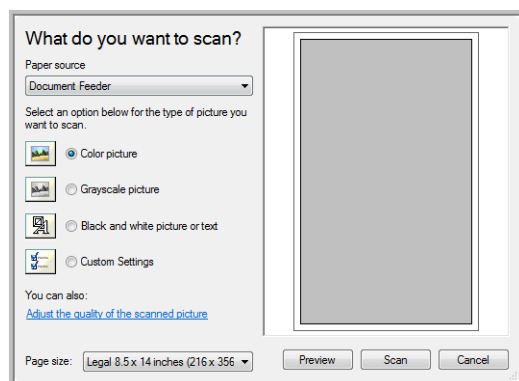 What do you want to scan?
Paper source
Document Feeder
Select an option below for the type of picture you
want to scan.
Color picture
Grayscale picture
Black and white picture or text
Custom Settings
You can also:
Adjust the quality of the scanned picture
Page size: Legal 8.5 x 14 inches (216 x 356
Preview Scan Cancel